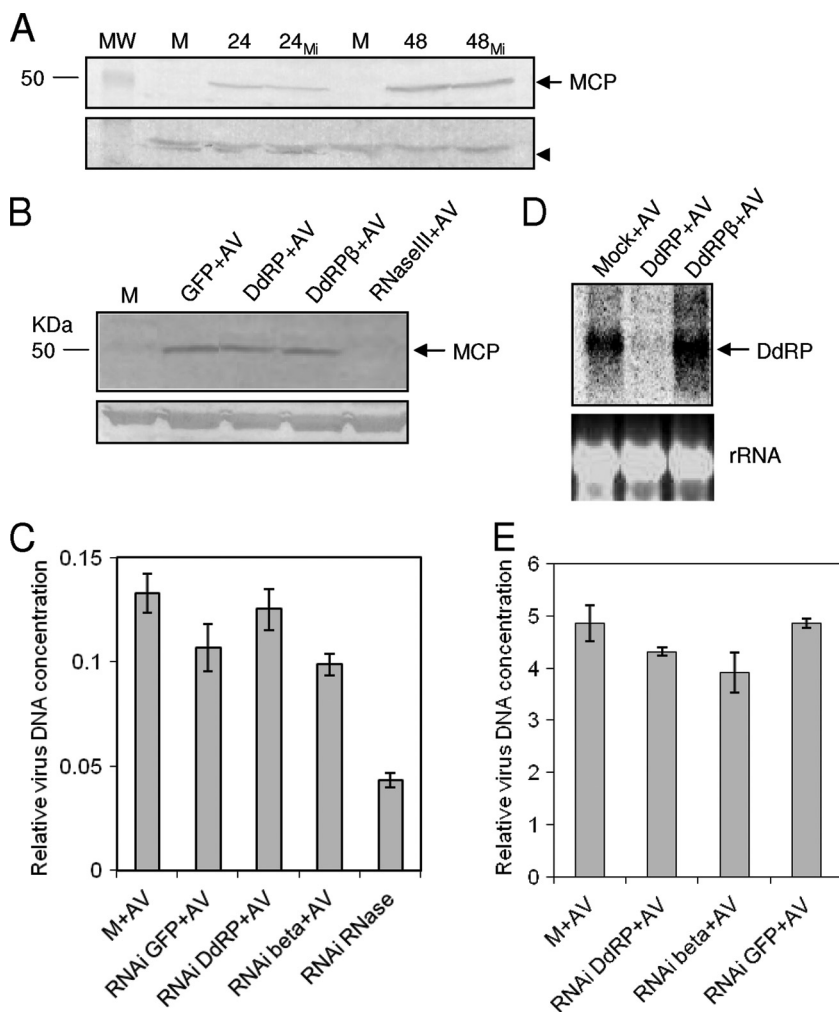 A
MW M 24 24Mi M 48 48Mi
50
MCP
B
M GFP+AV DdRP+AV DdRPβ+AV RNaseIII+AV
KDa
50
MCP
D
Mock+AV DdRP+AV DdRPβ+AV
DdRP
rRNA
C
Relative virus DNA concentration
0.15
0.1
0.05
0
M+AV
RNAi GFP+AV
RNAi DdRP+AV
RNAi beta+AV
RNAi RNase
E
Relative virus DNA concentration
6
5
4
3
2
1
0
M+AV
RNAi DdRP+AV
RNAi beta+AV
RNAi GFP+AV